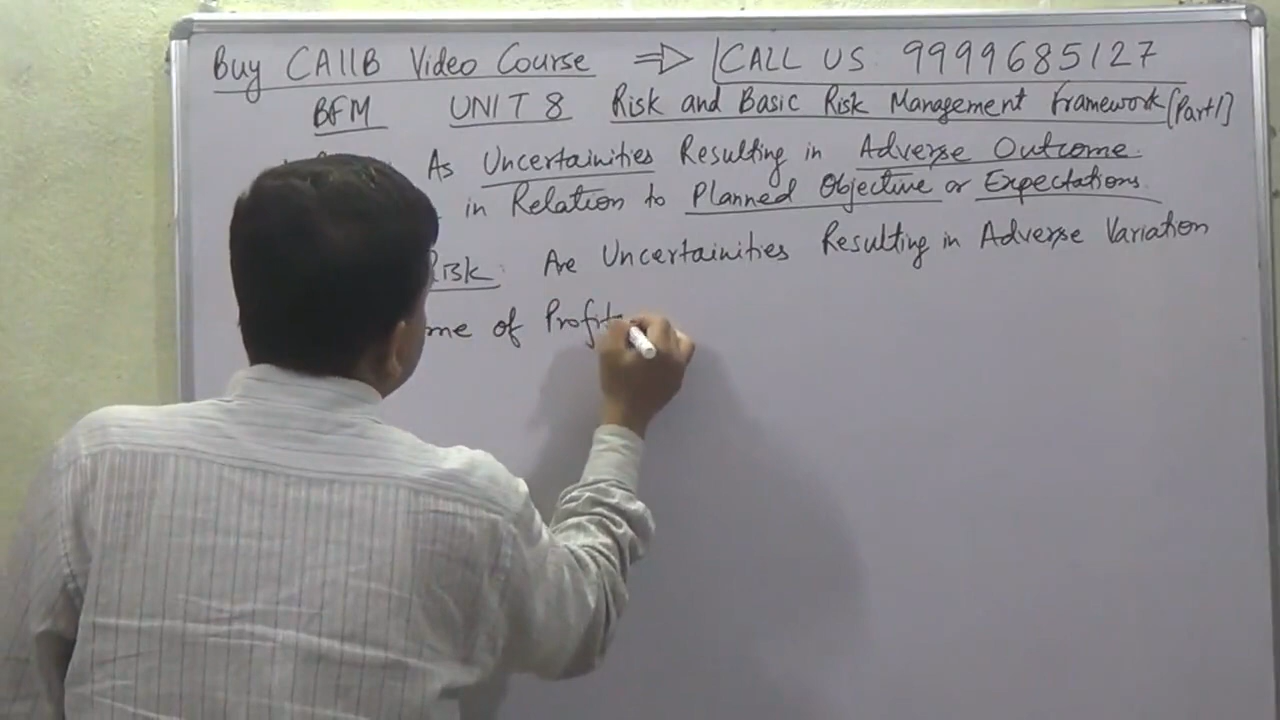 Buy CAIIB Video Course ⇒ CALL US 9999685127
BFM UNIT 8 Risk and Basic Risk Management Framework (Part 1)
As Uncertainities Resulting in Adverse Outcome
in Relation to Planned Objective or Expectations.
Risk: Are Uncertainities Resulting in Adverse Variation
of Profit